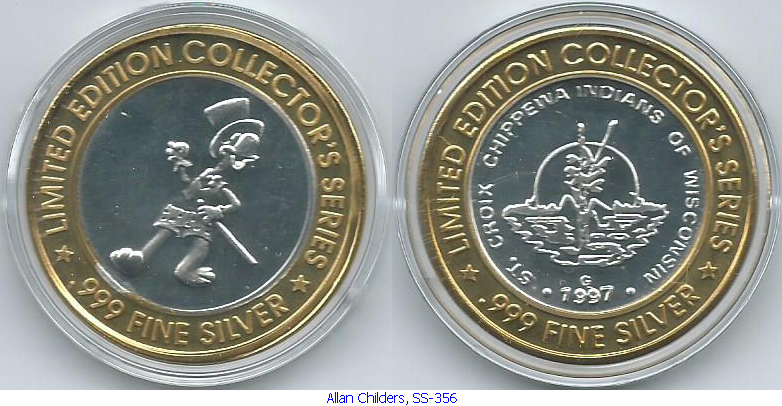 LIMITED EDITION COLLECTOR'S SERIES
★ .999 FINE SILVER ★
LIMITED EDITION COLLECTOR'S SERIES
★ .999 FINE SILVER ★
ST. CROIX CHIPPEWA INDIANS OF WISCONSIN
G
• 1997 •
Allan Childers, SS-356